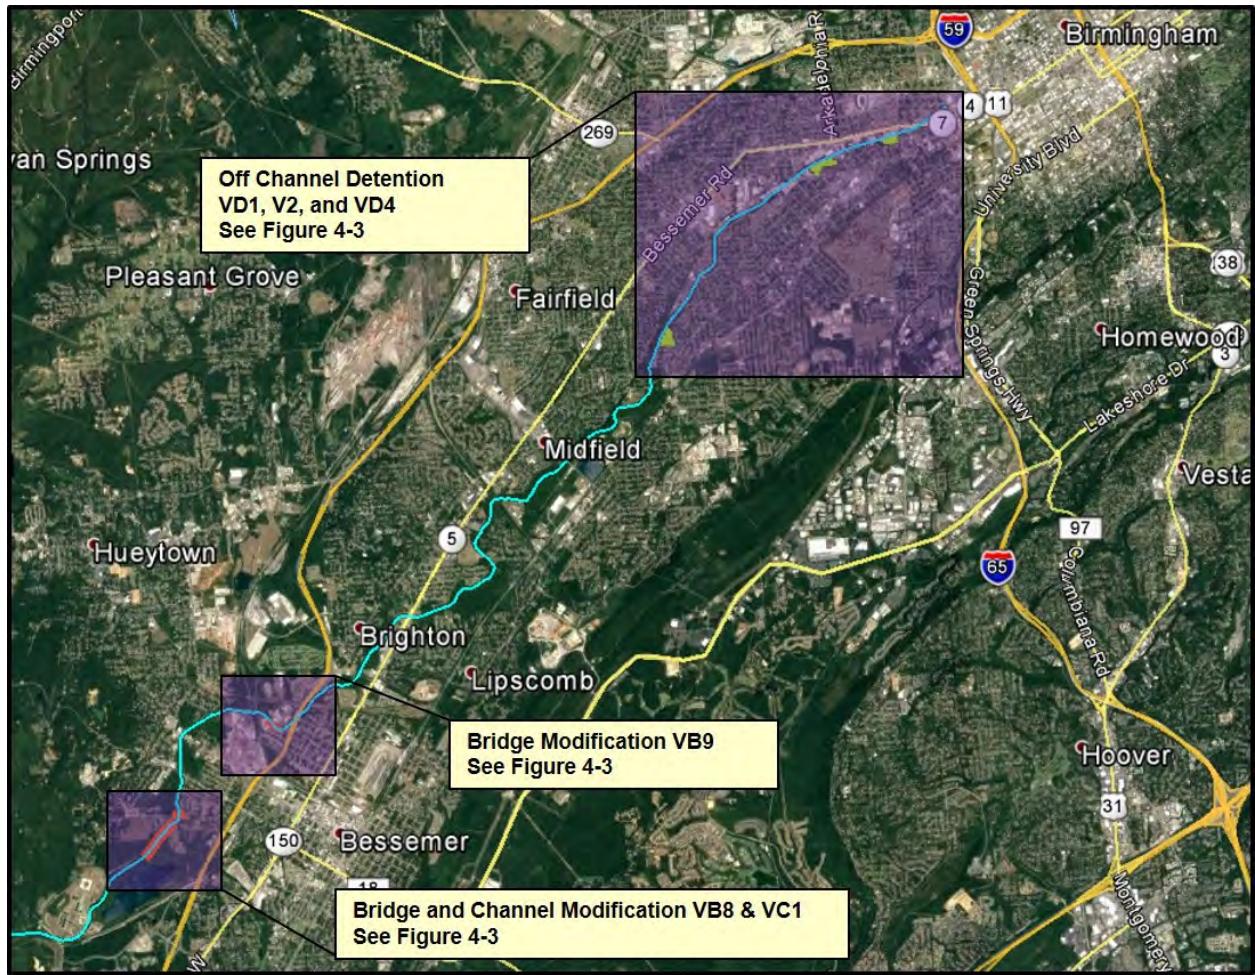 Birmingport
59
Birmingham
Arkadelphia R
4
11
7
269
van Springs
University Blvd
Off Channel Detention
VD1, V2, and VD4
See Figure 4-3
Bessemer Rd
38
Pleasant Grove
Fairfield
Green Springs Hwy
Homewood
3
Lakeshore Dr
Midfield
Vesta
5
97
Hueytown
65
Columbiana Rd
Brighton
Lipscomb
Bridge Modification VB9
See Figure 4-3
Hoover
31
150
Bessemer
18
Bridge and Channel Modification VB8 & VC1
See Figure 4-3
Montgomery
W